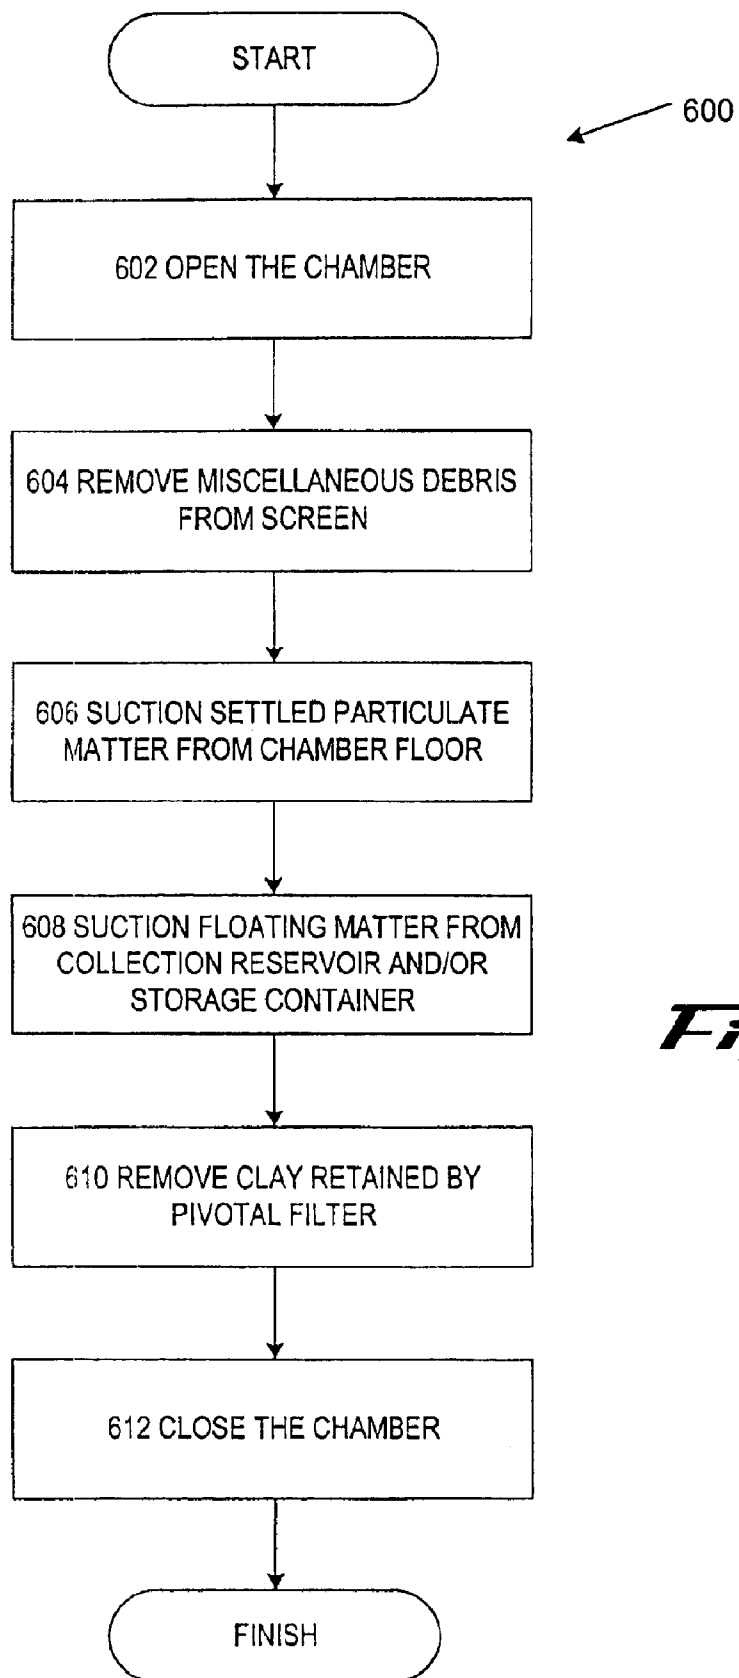 START
600
602 OPEN THE CHAMBER
604 REMOVE MISCELLANEOUS DEBRIS
FROM SCREEN
606 SUCTION SETTLED PARTICULATE
MATTER FROM CHAMBER FLOOR
608 SUCTION FLOATING MATTER FROM
COLLECTION RESERVOIR AND/OR
STORAGE CONTAINER
Fi
610 REMOVE CLAY RETAINED BY
PIVOTAL FILTER
612 CLOSE THE CHAMBER
FINISH